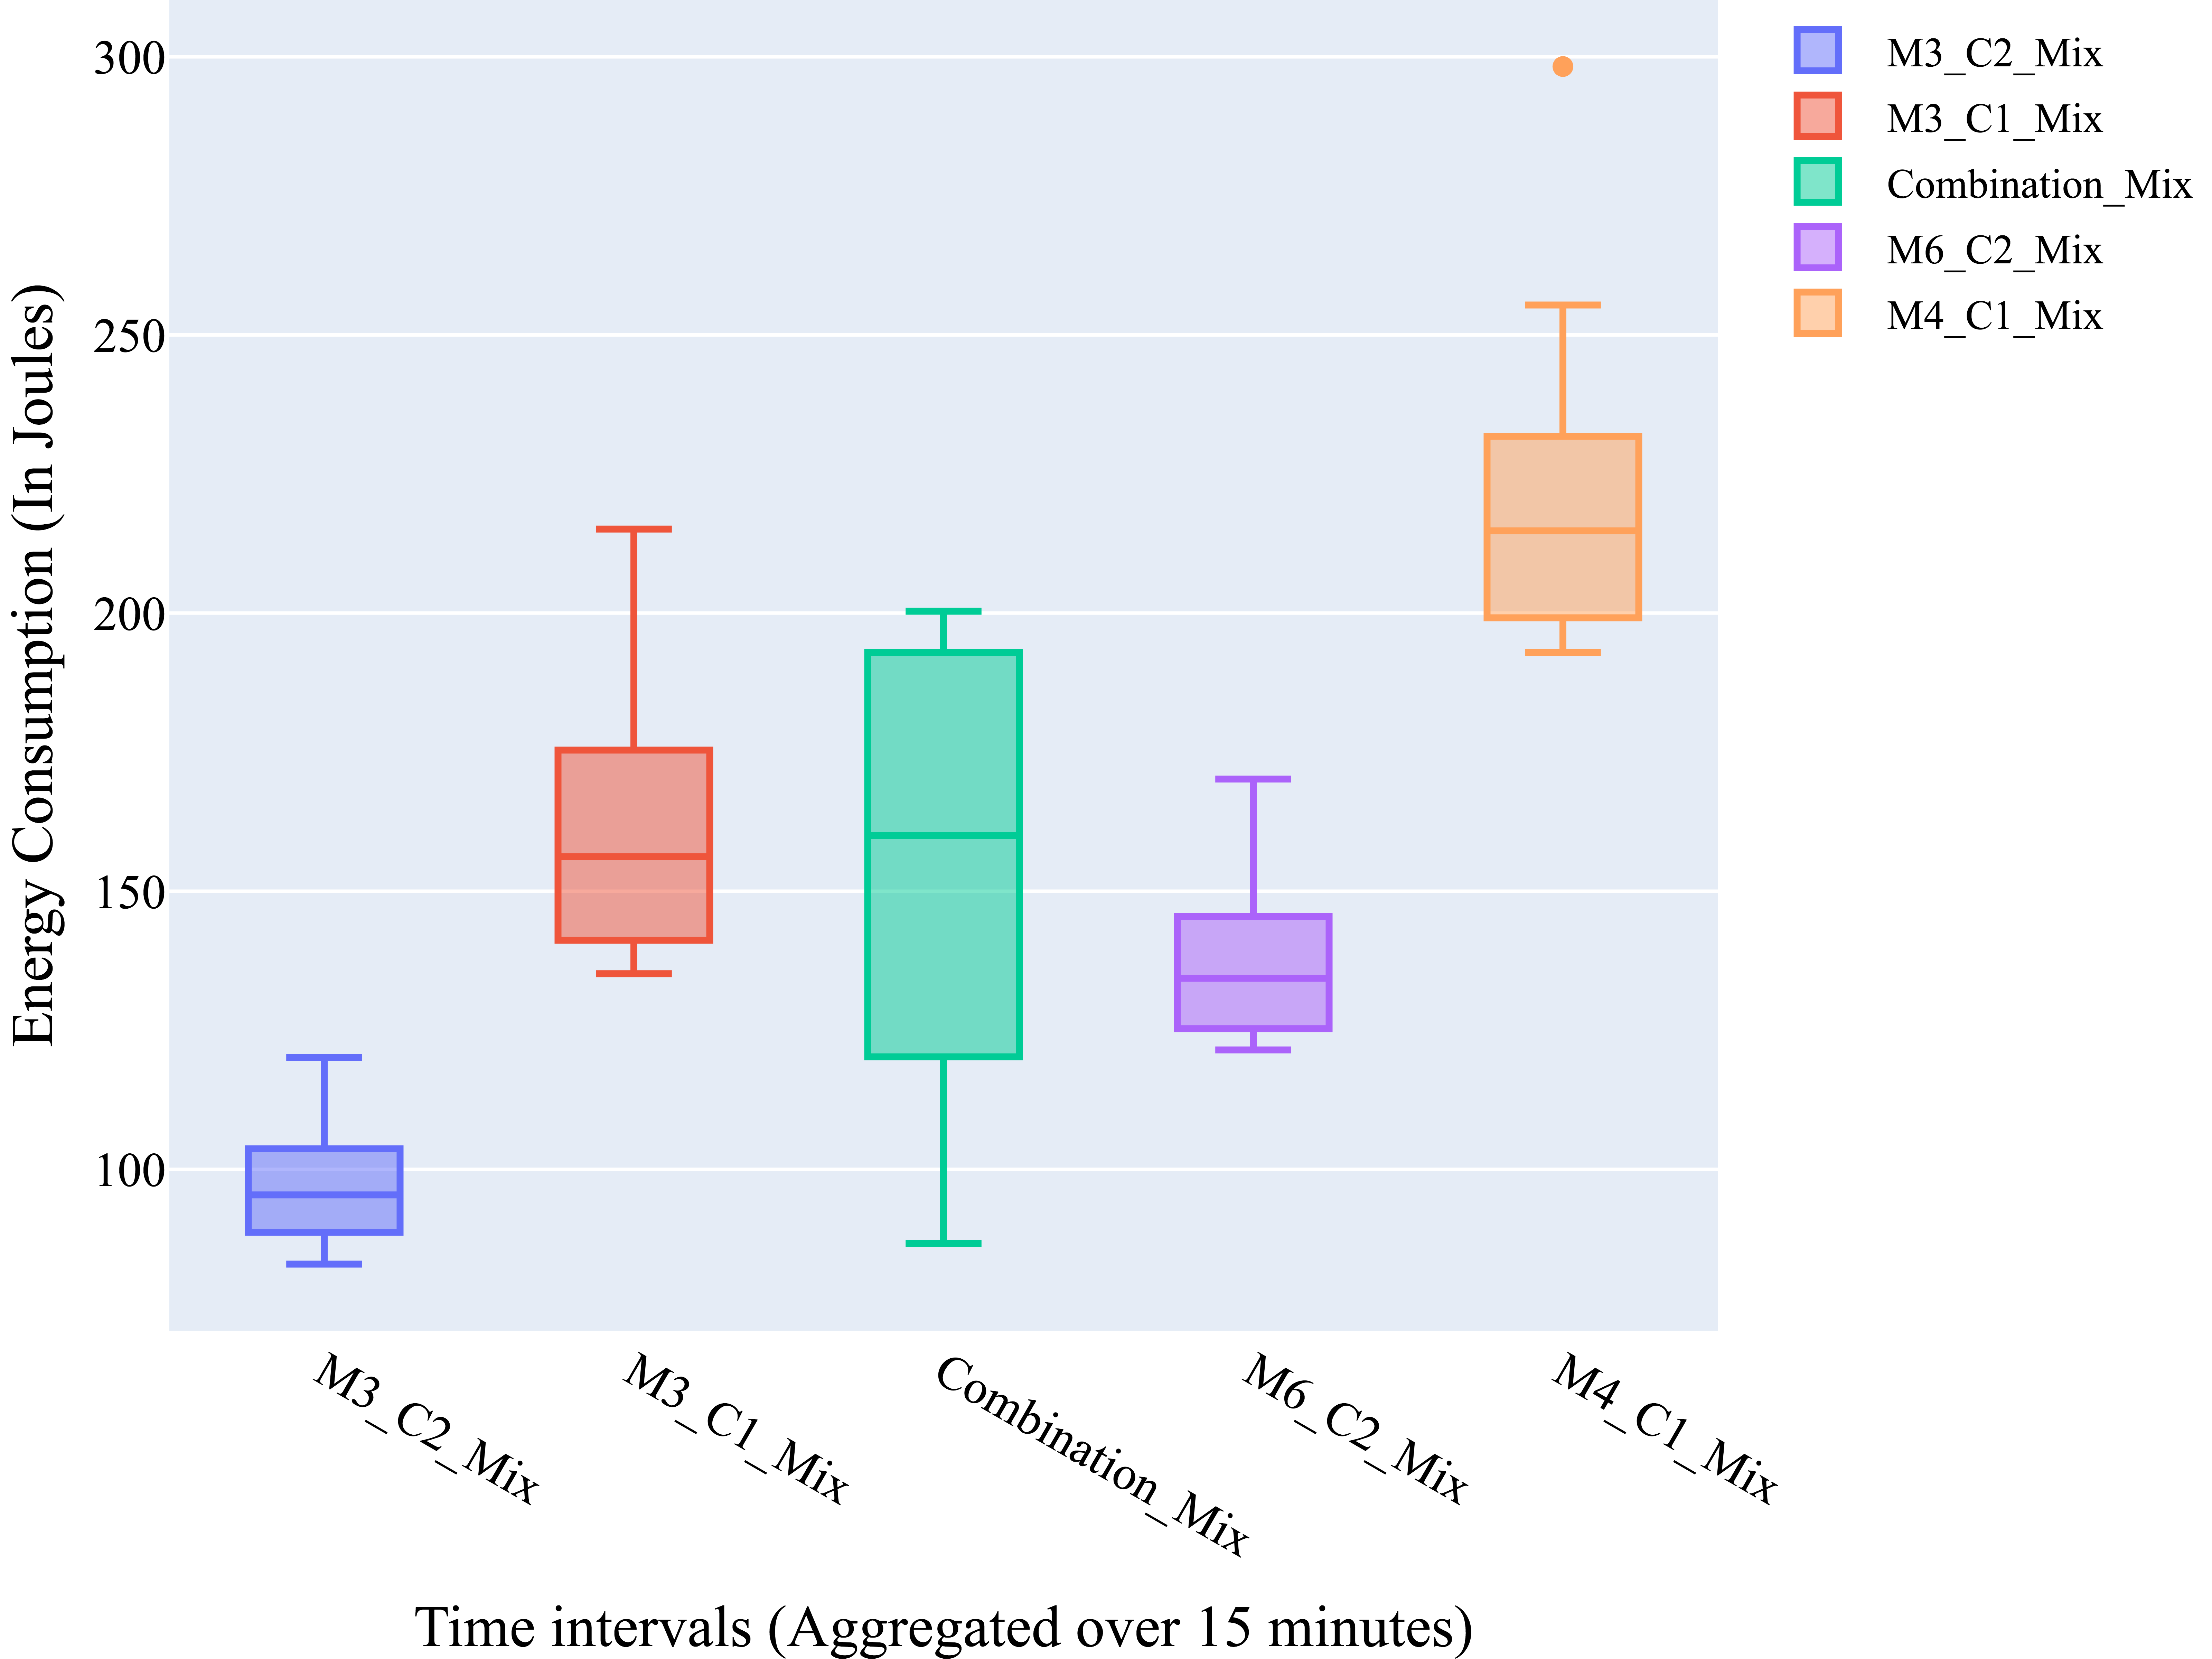 Energy Consumption (In Joules)
300
250
200
150
100
M3_C2_Mix
M3_C1_Mix
Combination_Mix
M6_C2_Mix
M4_C1_Mix
Time intervals (Aggregated over 15 minutes)
M3_C2_Mix
M3_C1_Mix
Combination_Mix
M6_C2_Mix
M4_C1_Mix